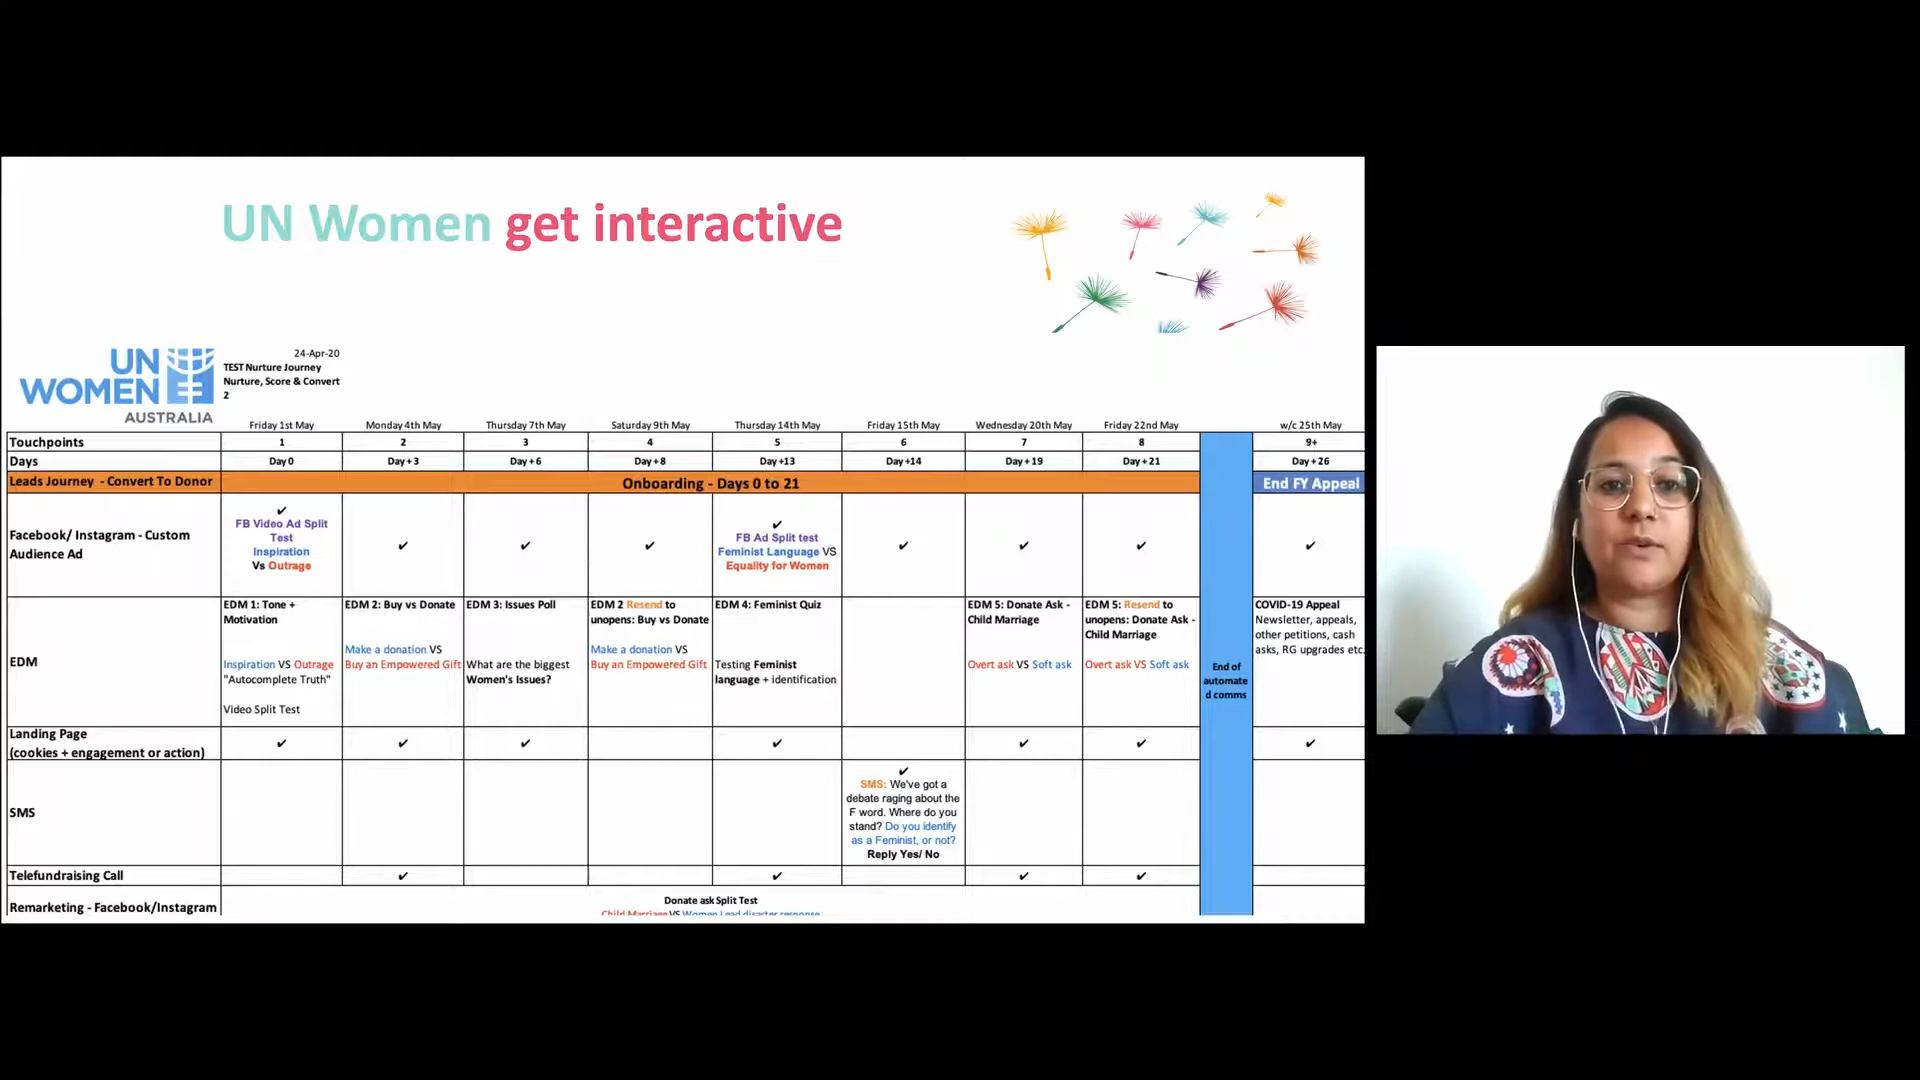 UN Women get interactive
UN
WOMEN
AUSTRALIA
24-Apr-20
TEST Nurture Journey
Nurture, Score & Convert
2
Friday 1st May Monday 4th May Thursday 7th May Saturday 9th May Thursday 14th May Friday 15th May Wednesday 20th May Friday 22nd May w/c 25th May
Touchpoints 1 2 3 4 5 6 7 8 9+
Days Day 0 Day + 3 Day + 6 Day + 8 Day +13 Day +14 Day + 19 Day + 21 Day + 26
Leads Journey - Convert To Donor Onboarding - Days 0 to 21 End FY Appeal
Facebook/ Instagram - Custom
Audience Ad
✔
FB Video Ad Split
Test
Inspiration
Vs Outrage
✔
✔
✔
✔
FB Ad Split test
Feminist Language VS
Equality for Women
✔
✔
✔
✔
EDM
EDM 1: Tone +
Motivation
Inspiration VS Outrage
"Autocomplete Truth"
Video Split Test
EDM 2: Buy vs Donate
Make a donation VS
Buy an Empowered Gift
EDM 3: Issues Poll
What are the biggest
Women's Issues?
EDM 2 Resend to
unopens: Buy vs Donate
Make a donation VS
Buy an Empowered Gift
EDM 4: Feminist Quiz
Testing Feminist
language + identification
EDM 5: Donate Ask -
Child Marriage
Overt ask VS Soft ask
EDM 5: Resend to
unopens: Donate Ask -
Child Marriage
Overt ask VS Soft ask
End of
automate
d comms
COVID-19 Appeal
Newsletter, appeals,
other petitions, cash
asks, RG upgrades etc.
Landing Page
(cookies + engagement or action)
✔ ✔ ✔ ✔ ✔ ✔ ✔
SMS
✔
SMS: We've got a
debate raging about the
F word. Where do you
stand? Do you identify
as a Feminist, or not?
Reply Yes/ No
Telefundraising Call ✔ ✔ ✔ ✔
Remarketing - Facebook/Instagram
Donate ask Split Test
Child Marriage VS Women Lead disaster response